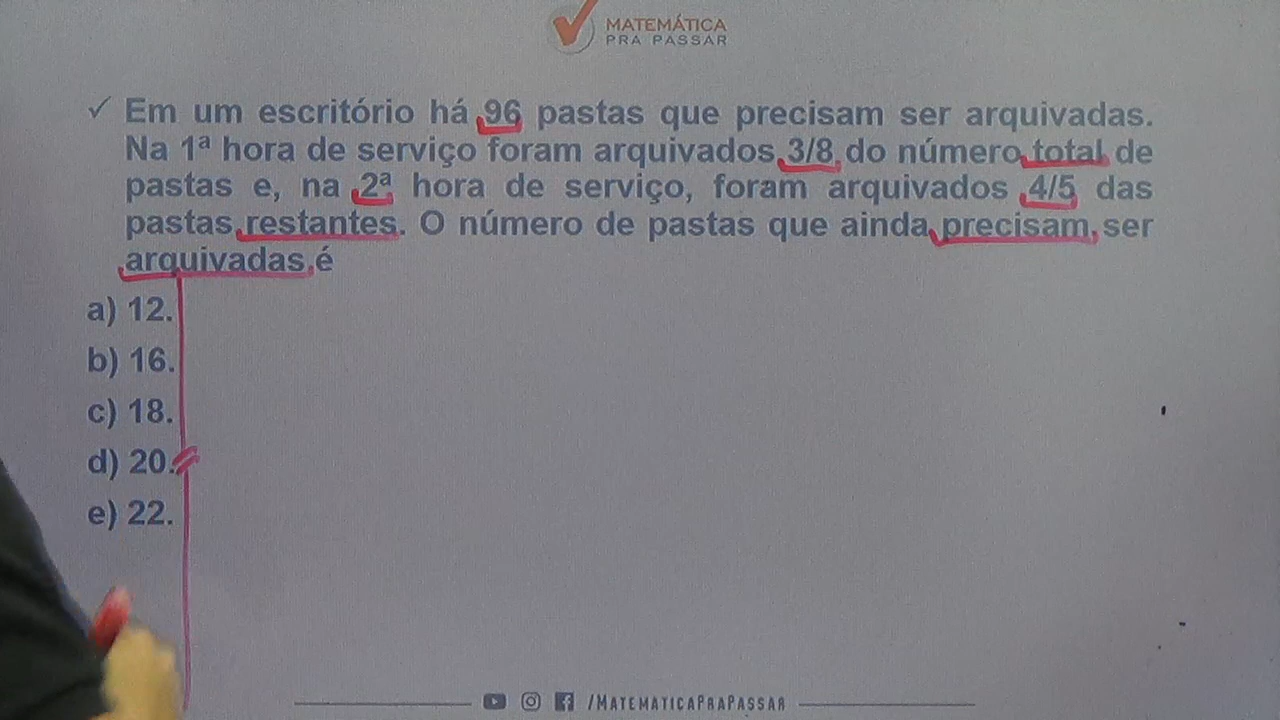 MATEMÁTICA
PRA PASSAR
✓ Em um escritório há 96 pastas que precisam ser arquivadas.
Na 1ª hora de serviço foram arquivados 3/8 do número total de
pastas e, na 2ª hora de serviço, foram arquivados 4/5 das
pastas restantes. O número de pastas que ainda precisam ser
arquivadas é
a) 12.
b) 16.
c) 18.
d) 20.
e) 22.
/MATEMATICAPRAPASSAR